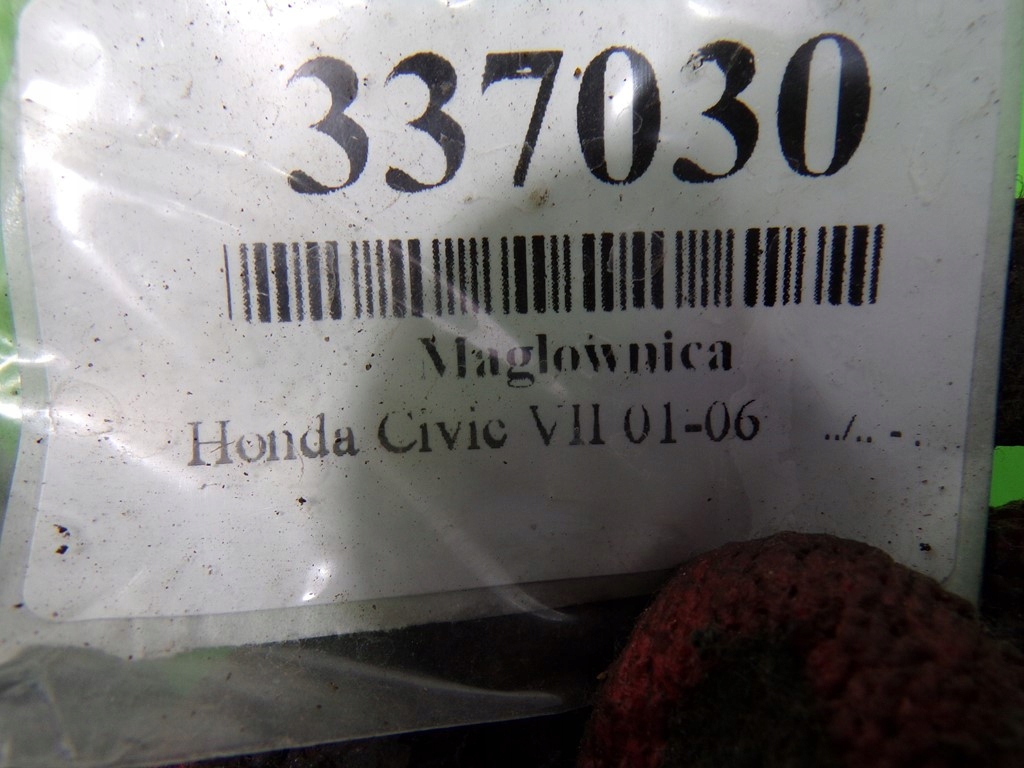 337030
Maglownica
Honda Civic VII 01-06 ../.. - .